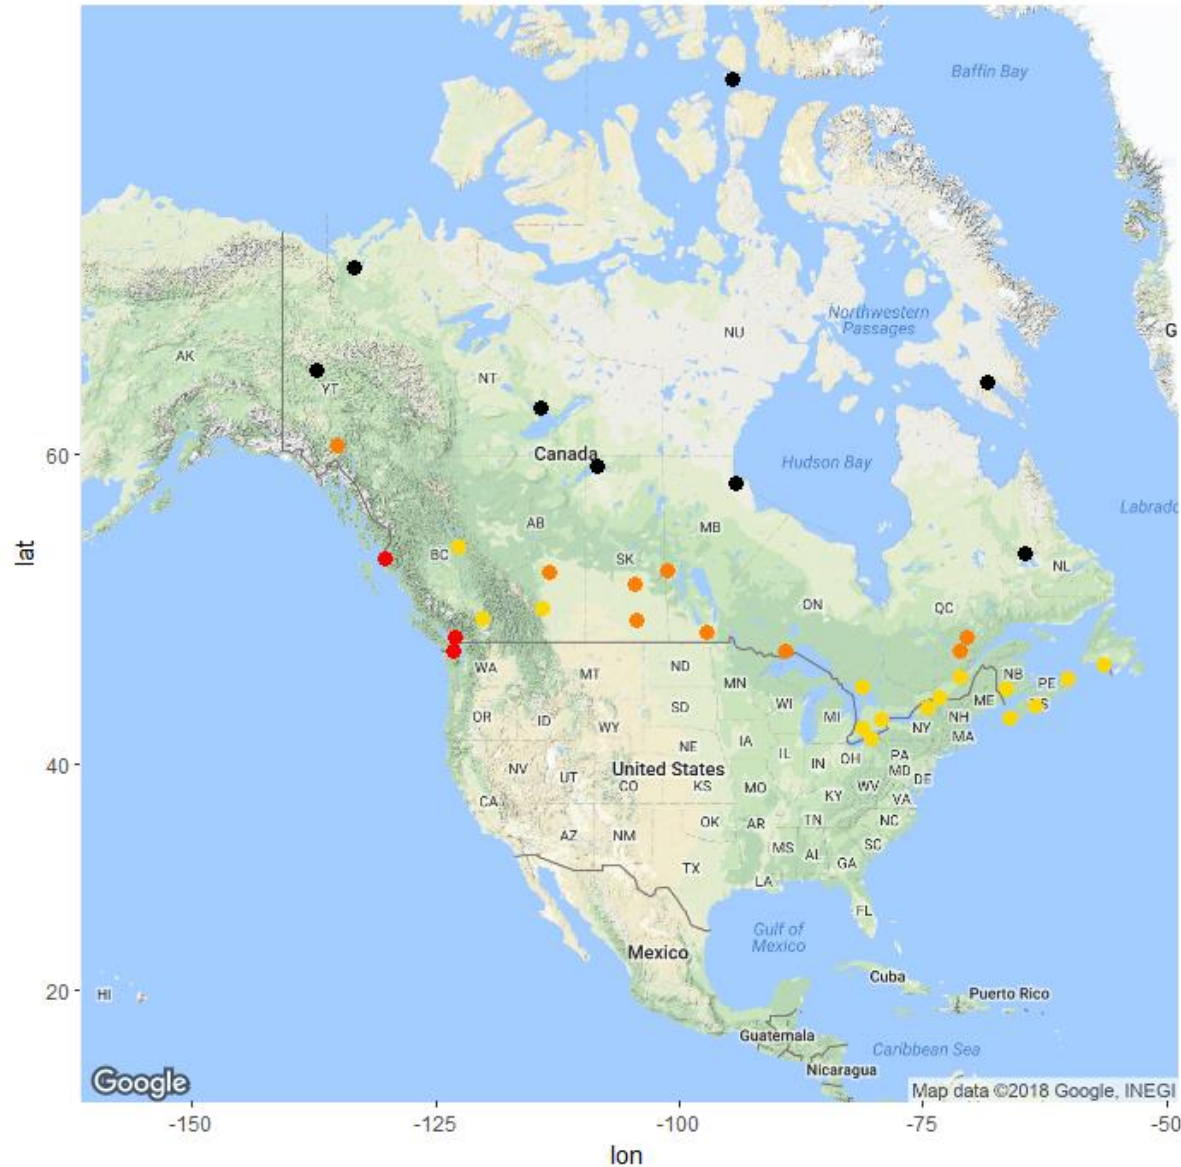 Baffin Bay
NU
Northwestern
Passages
G
AK
YT
NT
60
Canada
Hudson Bay
Labrado
AB
MB
BC
SK
NL
ON
QC
WA
MT
ND
NB
PE
MN
ME
OR
ID
SD
WI
MI
NH
WY
NY
MA
NE
IA
IL
IN
OH
PA
40
NV
UT
United States
MD
DE
CO
KS
MO
WV
CA
KY
VA
OK
AR
TN
NC
AZ
NM
MS
AL
SC
TX
GA
LA
FL
Gulf of
Mexico
Mexico
Cuba
20
HI
Puerto Rico
Guatemala
Caribbean Sea
Nicaragua
Google
Map data ©2018 Google, INEGI
-150
-125
-100
-75
-50
lon
lat